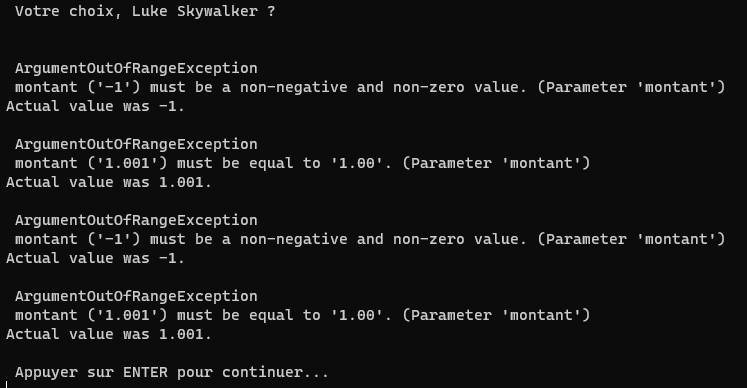 Votre choix, Luke Skywalker ?
ArgumentOutOfRangeException
montant ('-1') must be a non-negative and non-zero value. (Parameter 'montant')
Actual value was -1.
ArgumentOutOfRangeException
montant ('1.001') must be equal to '1.00'. (Parameter 'montant')
Actual value was 1.001.
ArgumentOutOfRangeException
montant ('-1') must be a non-negative and non-zero value. (Parameter 'montant')
Actual value was -1.
ArgumentOutOfRangeException
montant ('1.001') must be equal to '1.00'. (Parameter 'montant')
Actual value was 1.001.
Appuyer sur ENTER pour continuer...